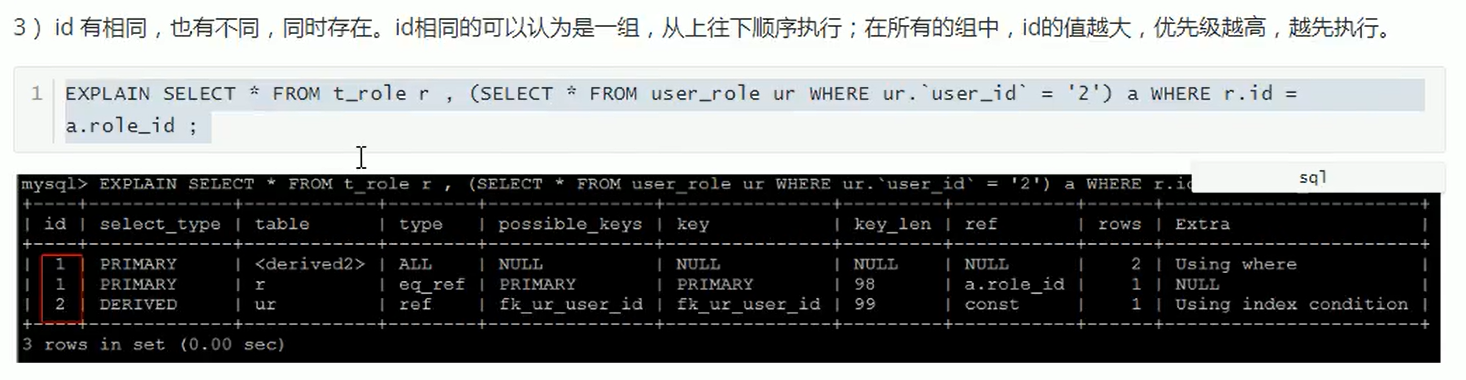 3） id 有相同，也有不同，同时存在。id相同的可以认为是一组，从上往下顺序执行；在所有的组中，id的值越大，优先级越高，越先执行。
1 EXPLAIN SELECT * FROM t_role r , (SELECT * FROM user_role ur WHERE ur.`user_id` = '2') a WHERE r.id =
a.role_id ;
sql
mysql> EXPLAIN SELECT * FROM t_role r , (SELECT * FROM user_role ur WHERE ur.`user_id` = '2') a WHERE
| id | select_type | table | type | possible_keys | key | key_len | ref | rows | Extra |
| 1 | PRIMARY | <derived2> | ALL | NULL | NULL | NULL | NULL | 2 | Using where |
| 1 | PRIMARY | r | eq_ref | PRIMARY | PRIMARY | 98 | a.role_id | 1 | NULL |
| 2 | DERIVED | ur | ref | fk_ur_user_id | fk_ur_user_id | 99 | const | 1 | Using index condition |
3 rows in set (0.00 sec)